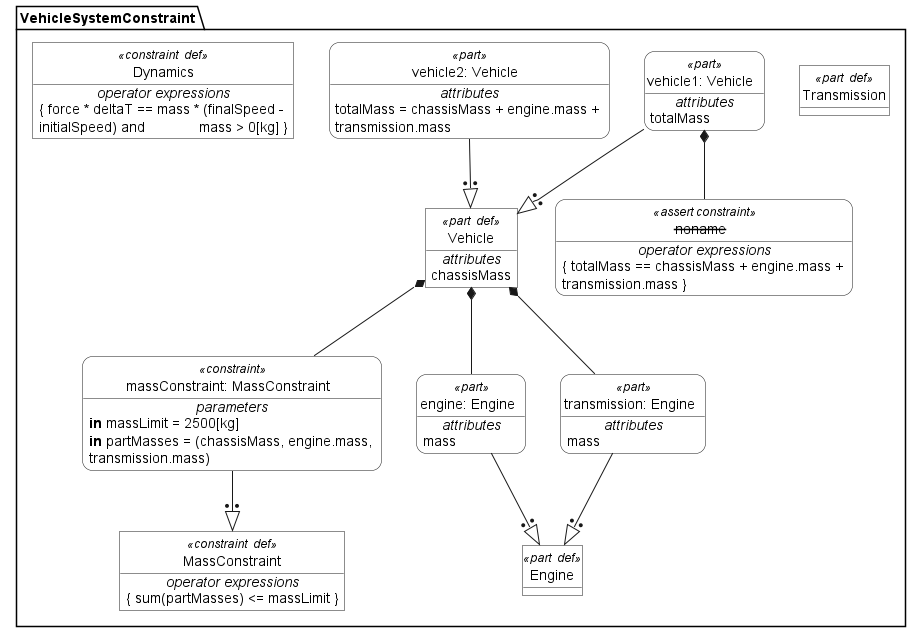 VehicleSystemConstraint
«constraint def»
Dynamics
operator expressions
{ force * deltaT == mass * (finalSpeed -
initialSpeed) and mass > 0[kg] }
«part»
vehicle2: Vehicle
attributes
totalMass = chassisMass + engine.mass +
transmission.mass
«part»
vehicle1: Vehicle
attributes
totalMass
«part def»
Transmission
«part def»
Vehicle
attributes
chassisMass
«assert constraint»
noname
operator expressions
{ totalMass == chassisMass + engine.mass +
transmission.mass }
«constraint»
massConstraint: MassConstraint
parameters
in massLimit = 2500[kg]
in partMasses = (chassisMass, engine.mass,
transmission.mass)
«part»
engine: Engine
attributes
mass
«part»
transmission: Engine
attributes
mass
«constraint def»
MassConstraint
operator expressions
{ sum(partMasses) <= massLimit }
«part def»
Engine